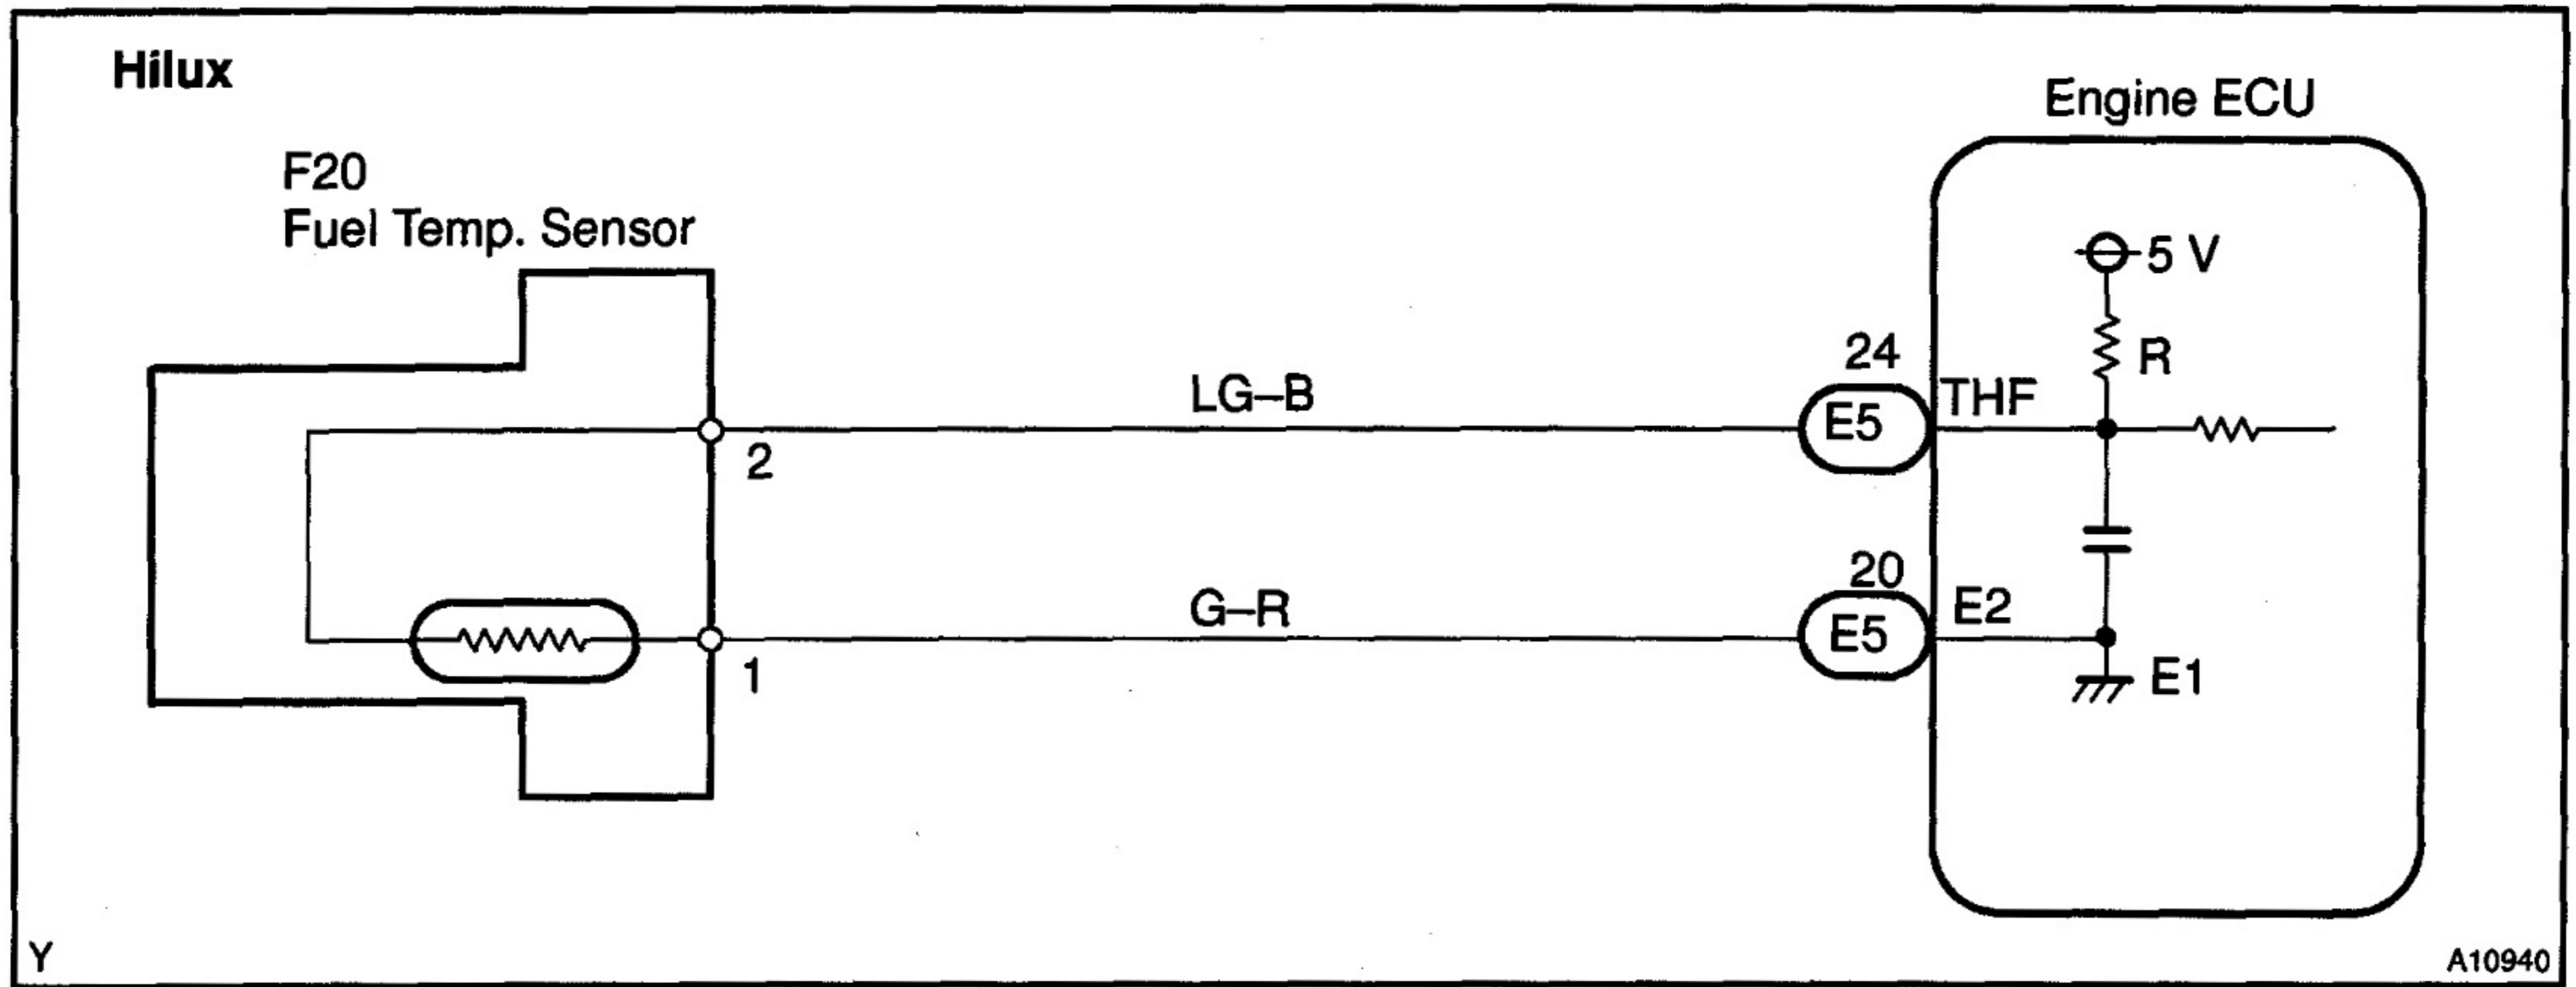 Hilux
Engine ECU
F20
Fuel Temp. Sensor
5 V
R
24
LG–B
E5
THF
2
20
G–R
E5
E2
1
E1
Y
A10940